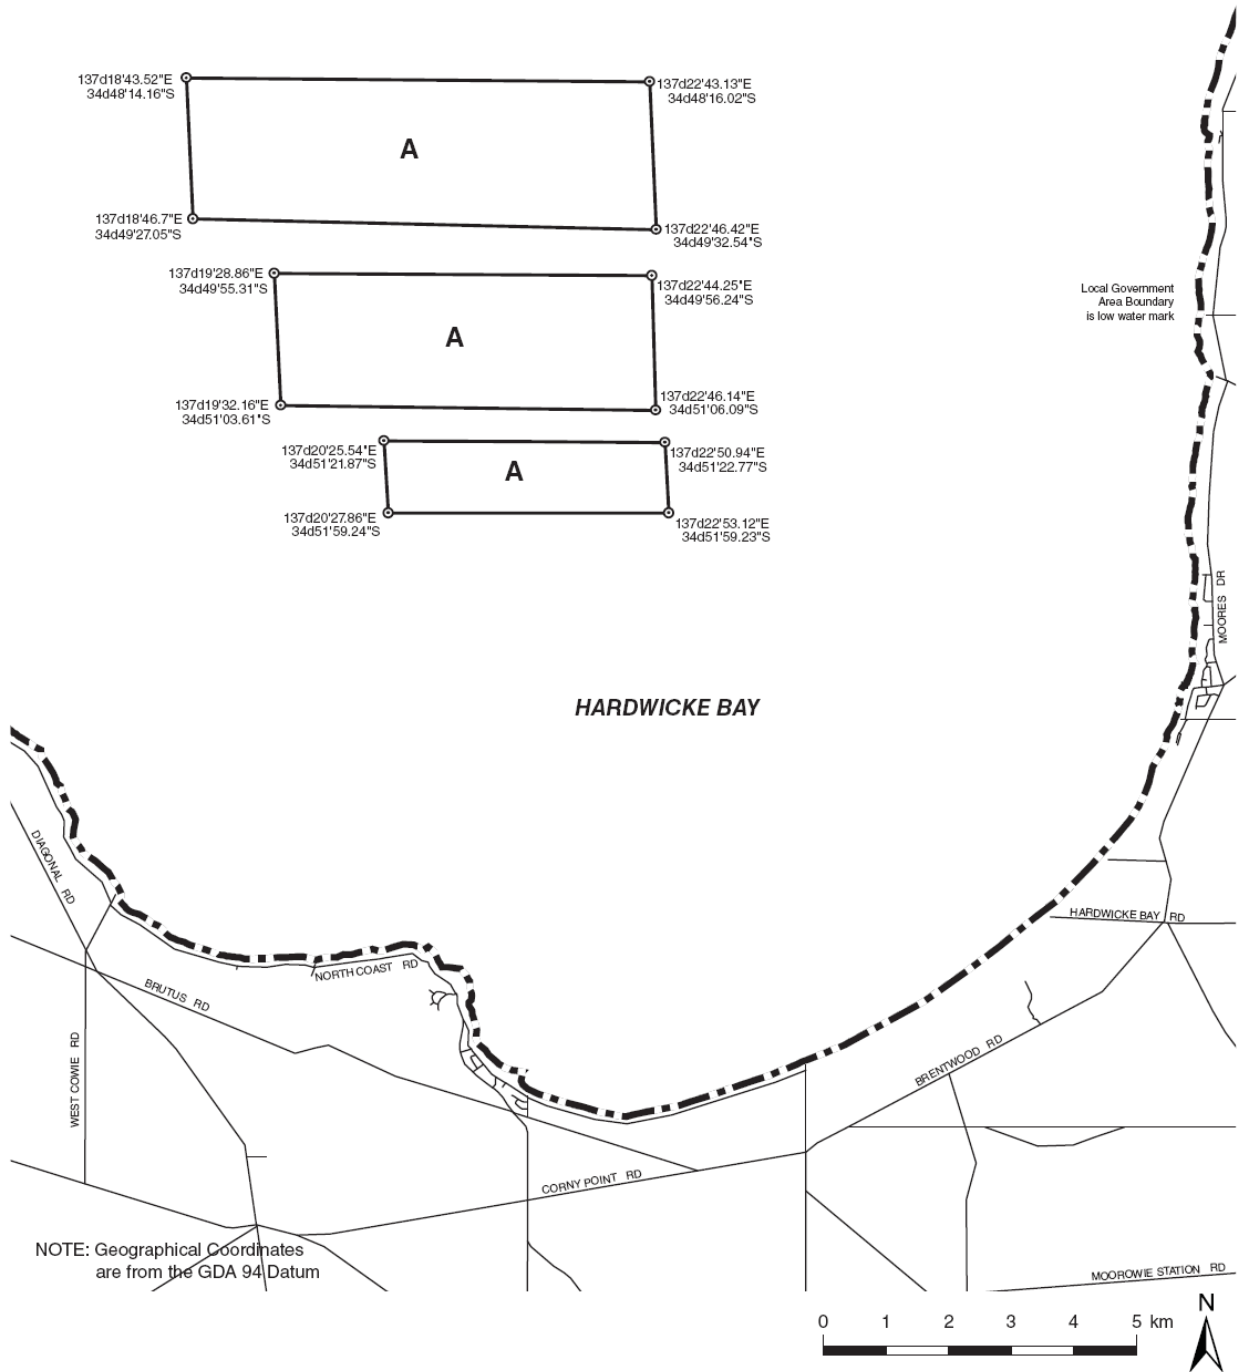 137d18'43.52"E
34d48'14.16"S
137d22'43.13"E
34d48'16.02"S
A
137d18'46.7"E
34d49'27.05"S
137d22'46.42"E
34d49'32.54"S
137d19'28.86"E
34d49'55.31"S
137d22'44.25"E
34d49'56.24"S
Local Government
Area Boundary
is low water mark
A
137d19'32.16"E
34d51'03.61"S
137d22'46.14"E
34d51'06.09"S
137d20'25.54"E
34d51'21.87"S
137d22'50.94"E
34d51'22.77"S
A
137d20'27.86"E
34d51'59.24"S
137d22'53.12"E
34d51'59.23"S
MOORES DR
HARDWICKE BAY
DIAGONAL RD
HARDWICKE BAY RD
NORTH COAST RD
BRUTUS RD
WEST COWIE RD
BRENTWOOD RD
CORNY POINT RD
NOTE: Geographical Coordinates
are from the GDA 94 Datum
MOOROWIE STATION RD
N
0 1 2 3 4 5 km